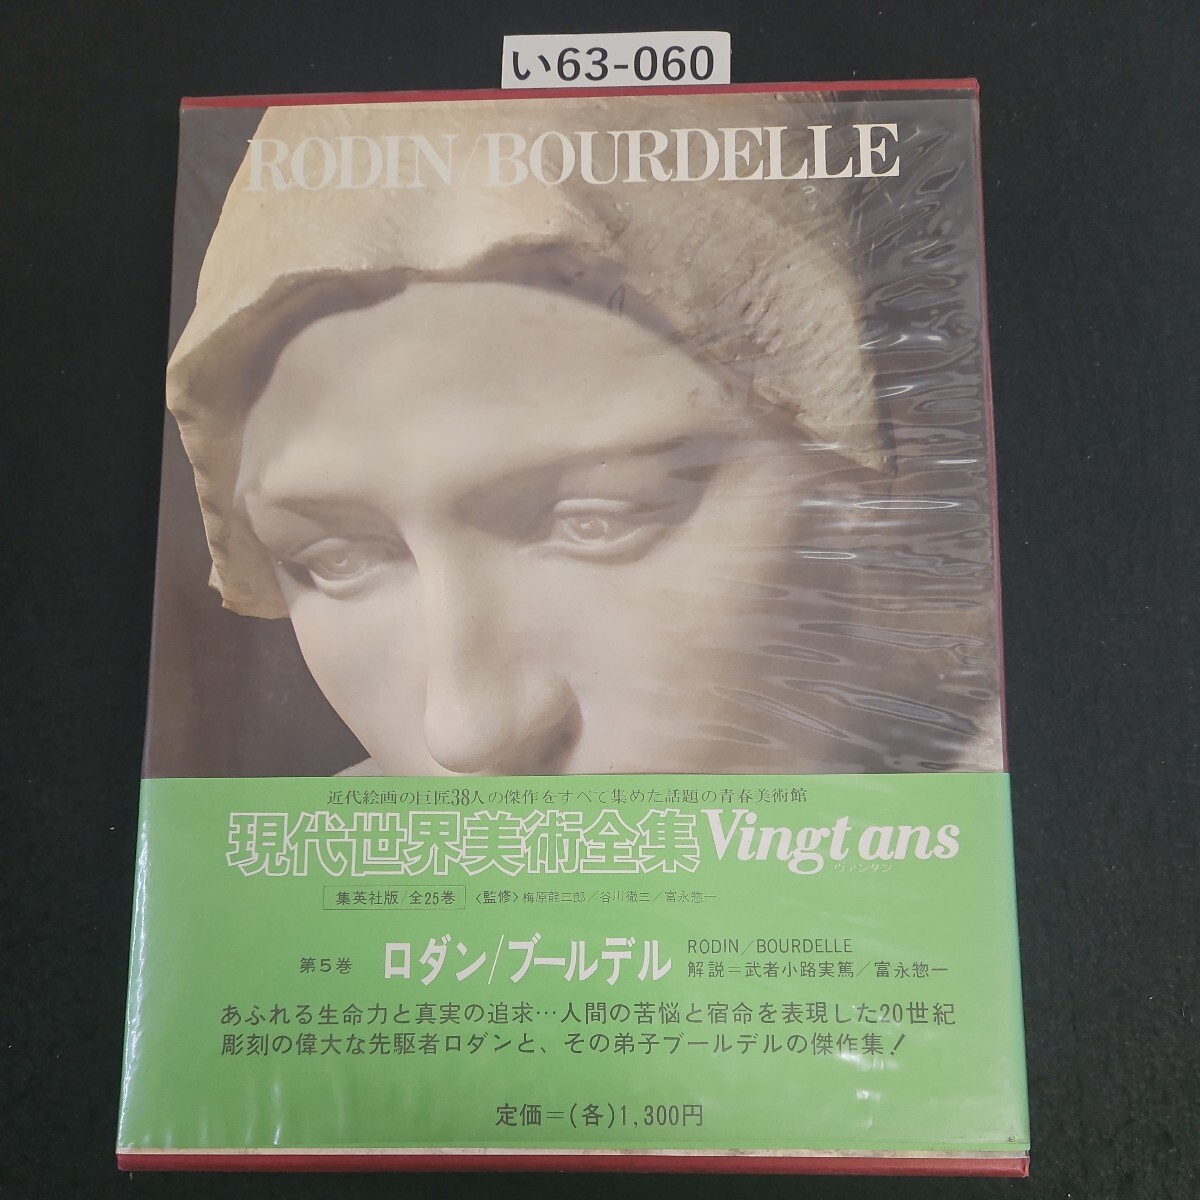 い63-060
RODIN/BOURDELLE
近代絵画の巨匠38人の傑作をすべて集めた話題の青春美術館
現代世界美術全集Vingt ans
ヴァンタン
集英社版/全25巻 〈監修〉梅原龍三郎/谷川徹三/富永惣一
第5巻 ロダン/ブールデル RODIN/BOURDELLE
解説=武者小路実篤/富永惣一
あふれる生命力と真実の追求…人間の苦悩と宿命を表現した20世紀
彫刻の偉大な先駆者ロダンと、その弟子ブールデルの傑作集!
定価=(各)1,300円